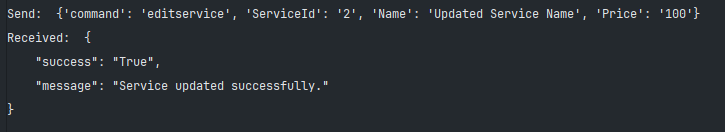 Send:  {'command': 'editservice', 'ServiceId': '2', 'Name': 'Updated Service Name', 'Price': '100'}
Received:  {
    "success": "True",
    "message": "Service updated successfully."
}